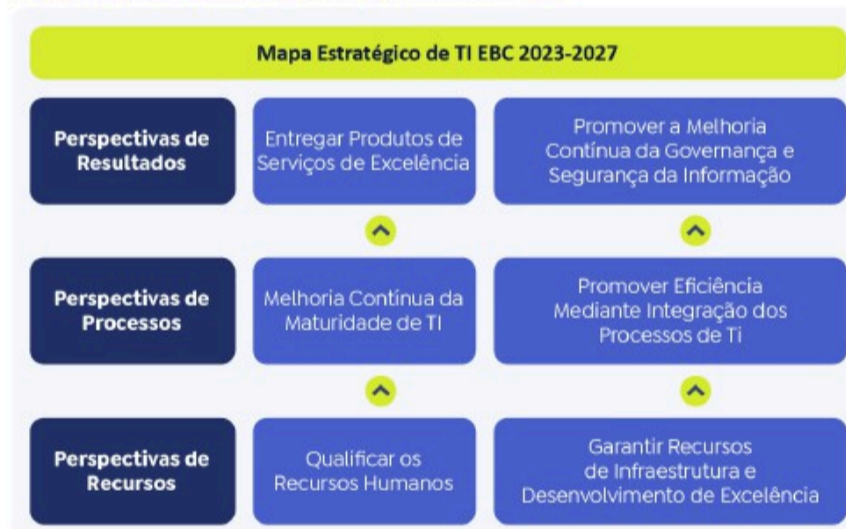 Mapa Estratégico de TI EBC 2023-2027
Perspectivas de
Resultados
Entregar Produtos de
Serviços de Excelência
Promover a Melhoria
Contínua da Governança e
Segurança da Informação
Perspectivas de
Processos
Melhoria Contínua da
Maturidade de TI
Promover Eficiência
Mediante Integração dos
Processos de Ti
Perspectivas de
Recursos
Qualificar os
Recursos Humanos
Garantir Recursos
de Infraestrutura e
Desenvolvimento de Excelência